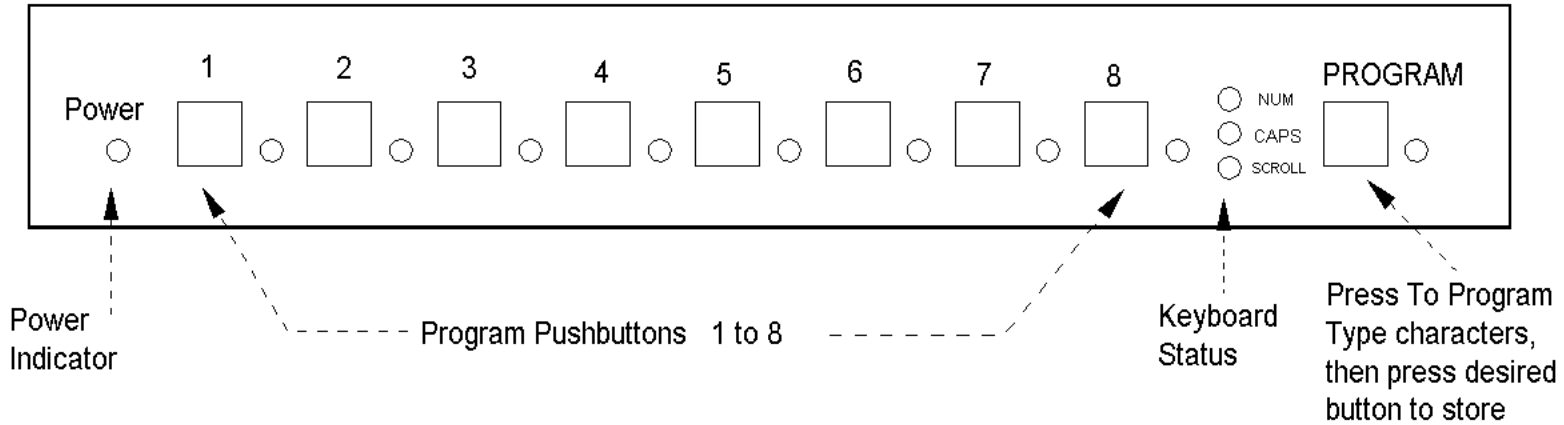 1 2 3 4 5 6 7 8 PROGRAM
Power
NUM
CAPS
SCROLL
Power
Indicator
Program Pushbuttons 1 to 8
Keyboard
Status
Press To Program
Type characters,
then press desired
button to store